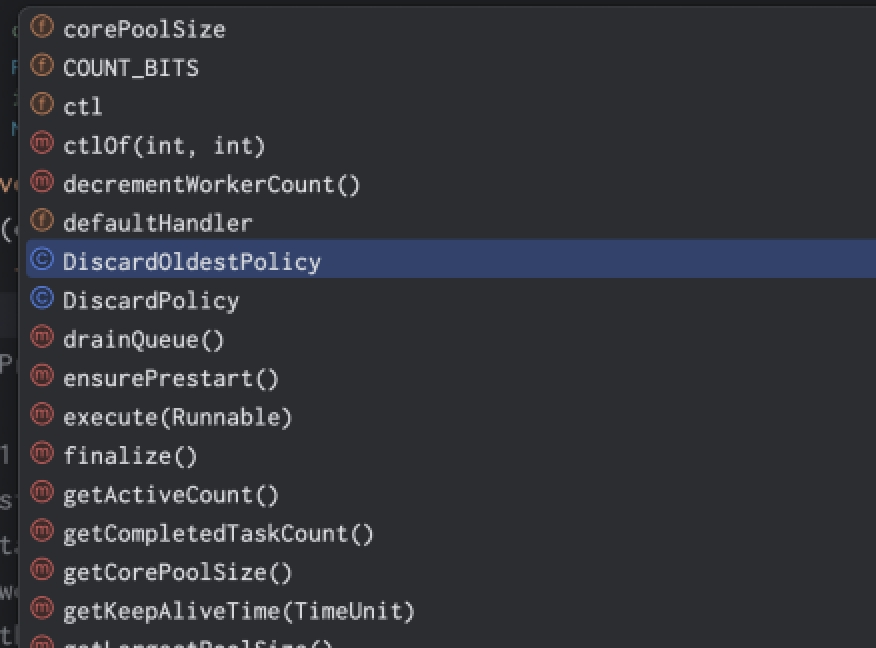 corePoolSize
COUNT_BITS
ctl
ctlOf(int, int)
decrementWorkerCount()
defaultHandler
DiscardOldestPolicy
DiscardPolicy
drainQueue()
ensurePrestart()
execute(Runnable)
finalize()
getActiveCount()
getCompletedTaskCount()
getCorePoolSize()
getKeepAliveTime(TimeUnit)
getLargestPoolSize()